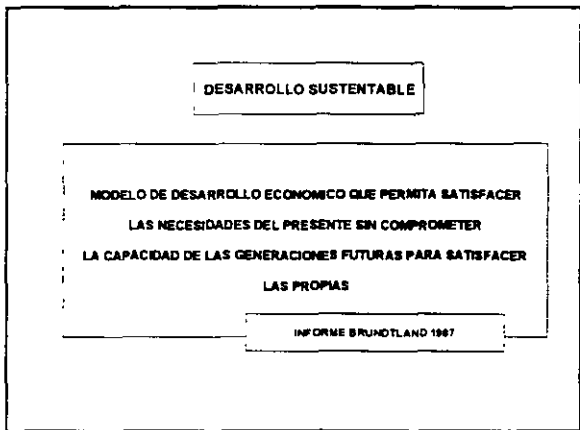 DESARROLLO SUSTENTABLE
MODELO DE DESARROLLO ECONOMICO QUE PERMITA SATISFACER
LAS NECESIDADES DEL PRESENTE SIN COMPROMETER
LA CAPACIDAD DE LAS GENERACIONES FUTURAS PARA SATISFACER
LAS PROPIAS
INFORME BRUNDTLAND 1987